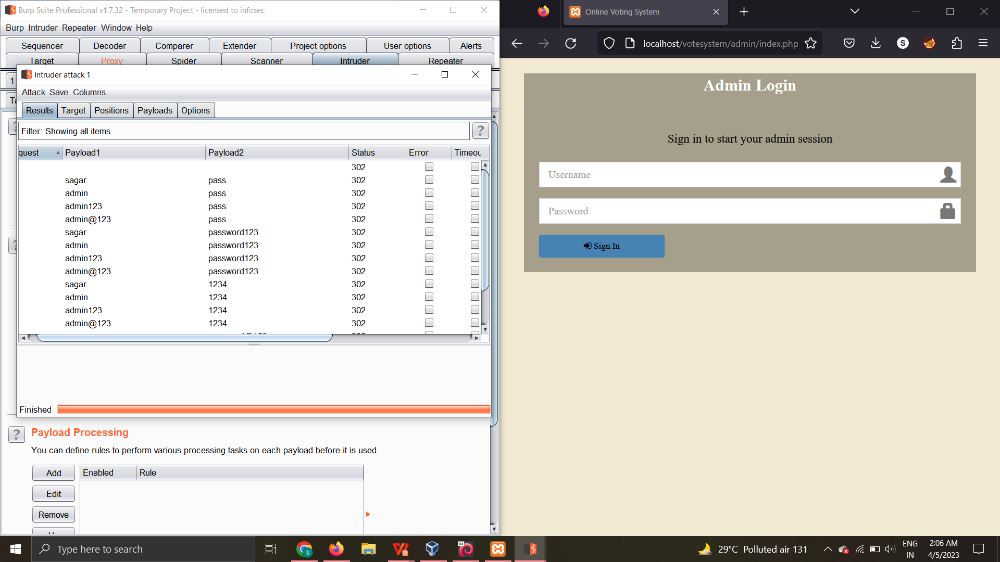 Burp Suite Professional v1.7.32 - Temporary Project - licensed to infosec
Burp Intruder Repeater Window Help
Sequencer Decoder Comparer Extender Project options User options Alerts
Target Proxy Spider Scanner Intruder Repeater
1
Intruder attack 1
Attack Save Columns
Results Target Positions Payloads Options
Filter: Showing all items
?
quest Payload1 Payload2 Status Error Timeou
302
sagar pass 302
admin pass 302
admin123 pass 302
admin@123 pass 302
sagar password123 302
admin password123 302
admin123 password123 302
admin@123 password123 302
sagar 1234 302
admin 1234 302
admin123 1234 302
admin@123 1234 302
Finished
? Payload Processing
You can define rules to perform various processing tasks on each payload before it is used.
Add Enabled Rule
Edit
Remove
Online Voting System
localhost/votesystem/admin/index.php
S
Admin Login
Sign in to start your admin session
Username
Password
Sign In
Type here to search
S
64
29°C Polluted air 131
ENG
IN
2:06 AM
4/5/2023